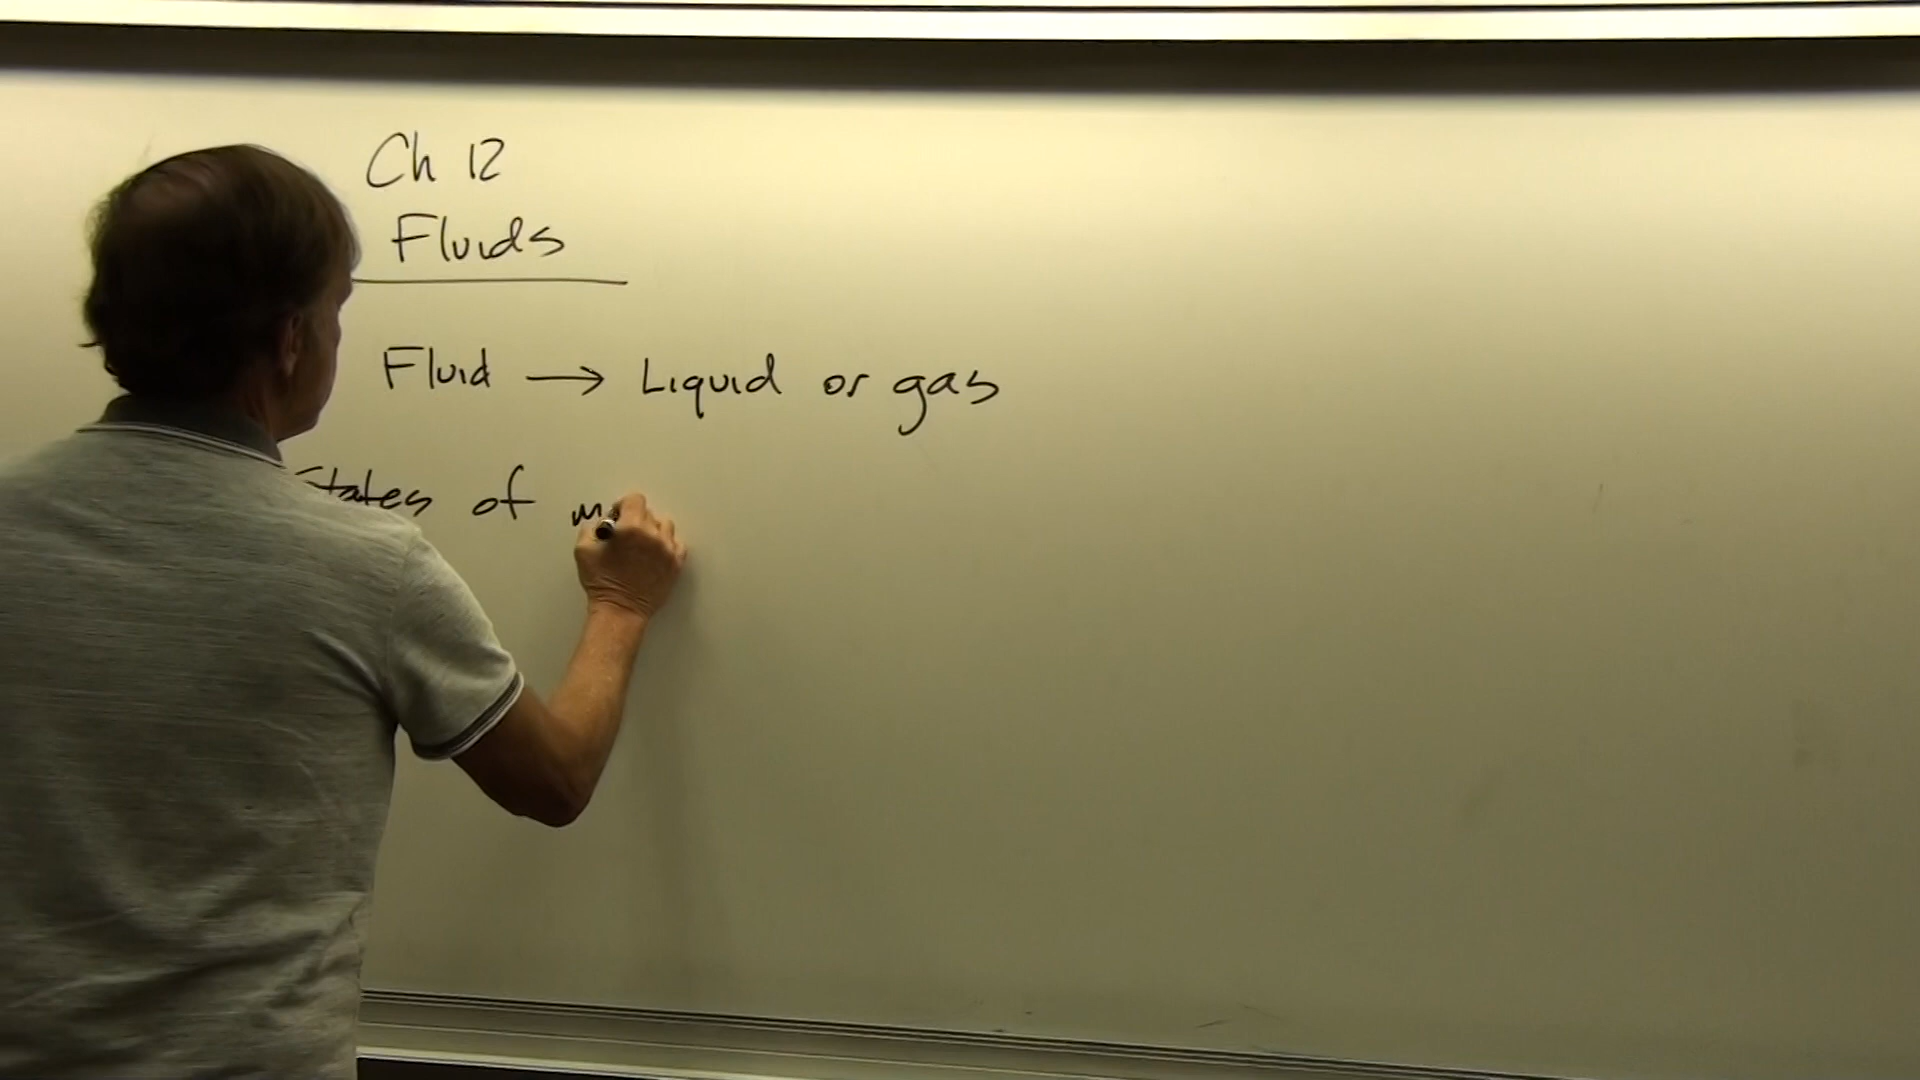 Ch 12
Fluids
Fluid → Liquid or gas
States of